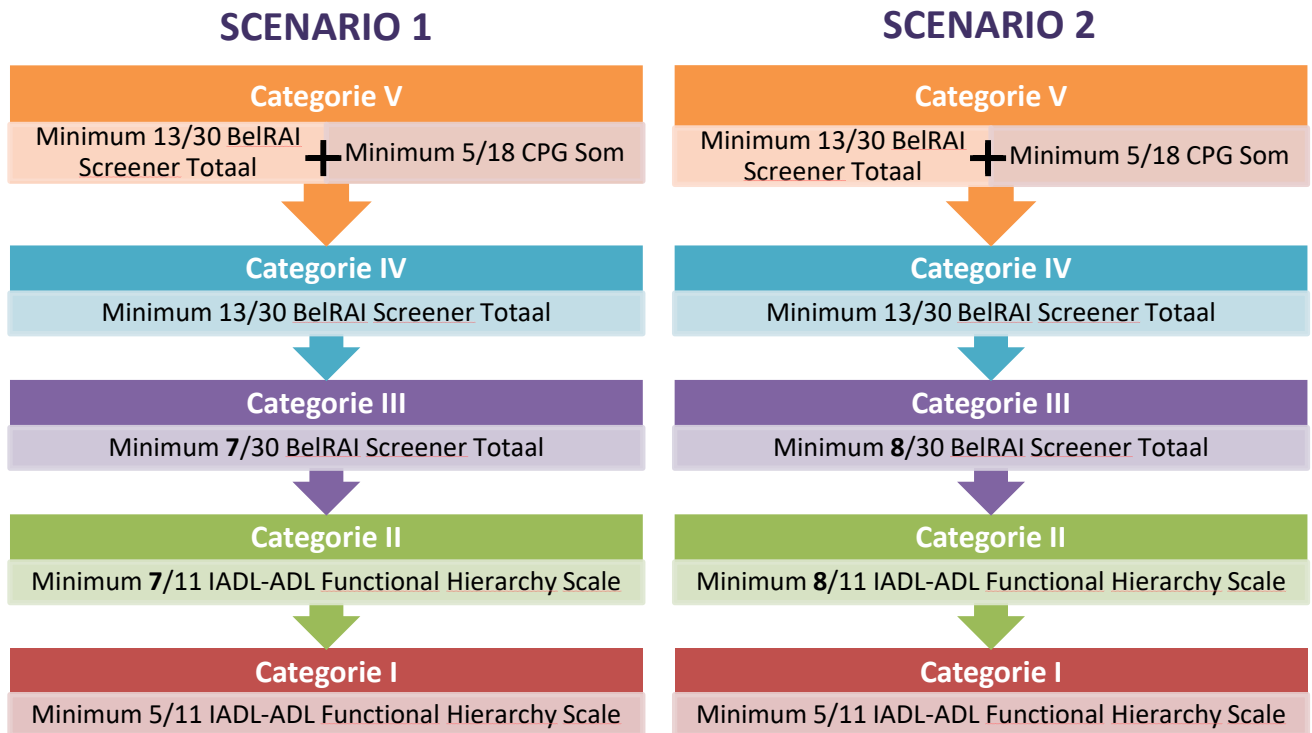 SCENARIO 1
Categorie V
Minimum 13/30 BelRAI
Screener Totaal
+
Minimum 5/18 CPG Som
Categorie IV
Minimum 13/30 BelRAI Screener Totaal
Categorie III
Minimum 7/30 BelRAI Screener Totaal
Categorie II
Minimum 7/11 IADL-ADL Functional Hierarchy Scale
Categorie I
Minimum 5/11 IADL-ADL Functional Hierarchy Scale
SCENARIO 2
Categorie V
Minimum 13/30 BelRAI
Screener Totaal
+
Minimum 5/18 CPG Som
Categorie IV
Minimum 13/30 BelRAI Screener Totaal
Categorie III
Minimum 8/30 BelRAI Screener Totaal
Categorie II
Minimum 8/11 IADL-ADL Functional Hierarchy Scale
Categorie I
Minimum 5/11 IADL-ADL Functional Hierarchy Scale